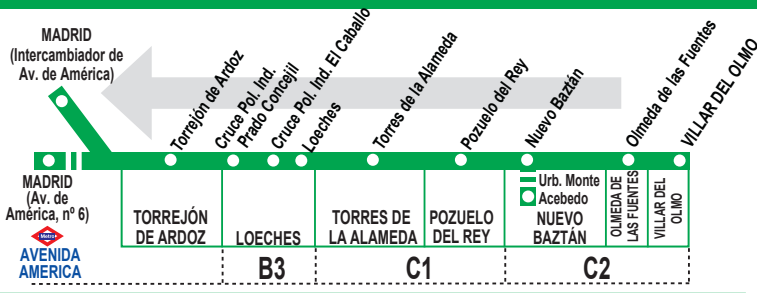 MADRID
(Intercambiador de
Av. de América)
Torrejón de Ardoz
Cruce Pol. Ind.
Prado Concejil
Cruce Pol. Ind. El Caballo
Loeches
Torres de la Alameda
Pozuelo del Rey
Nuevo Baztán
Olmeda de las Fuentes
VILLAR DEL OLMO
MADRID
(Av. de
América, nº 6)
Metro
AVENIDA
AMERICA
TORREJÓN
DE ARDOZ
LOECHES
TORRES DE
LA ALAMEDA
POZUELO
DEL REY
Urb. Monte
Acebedo
NUEVO
BAZTÁN
OLMEDA DE
LAS FUENTES
VILLAR DEL
OLMO
B3
C1
C2